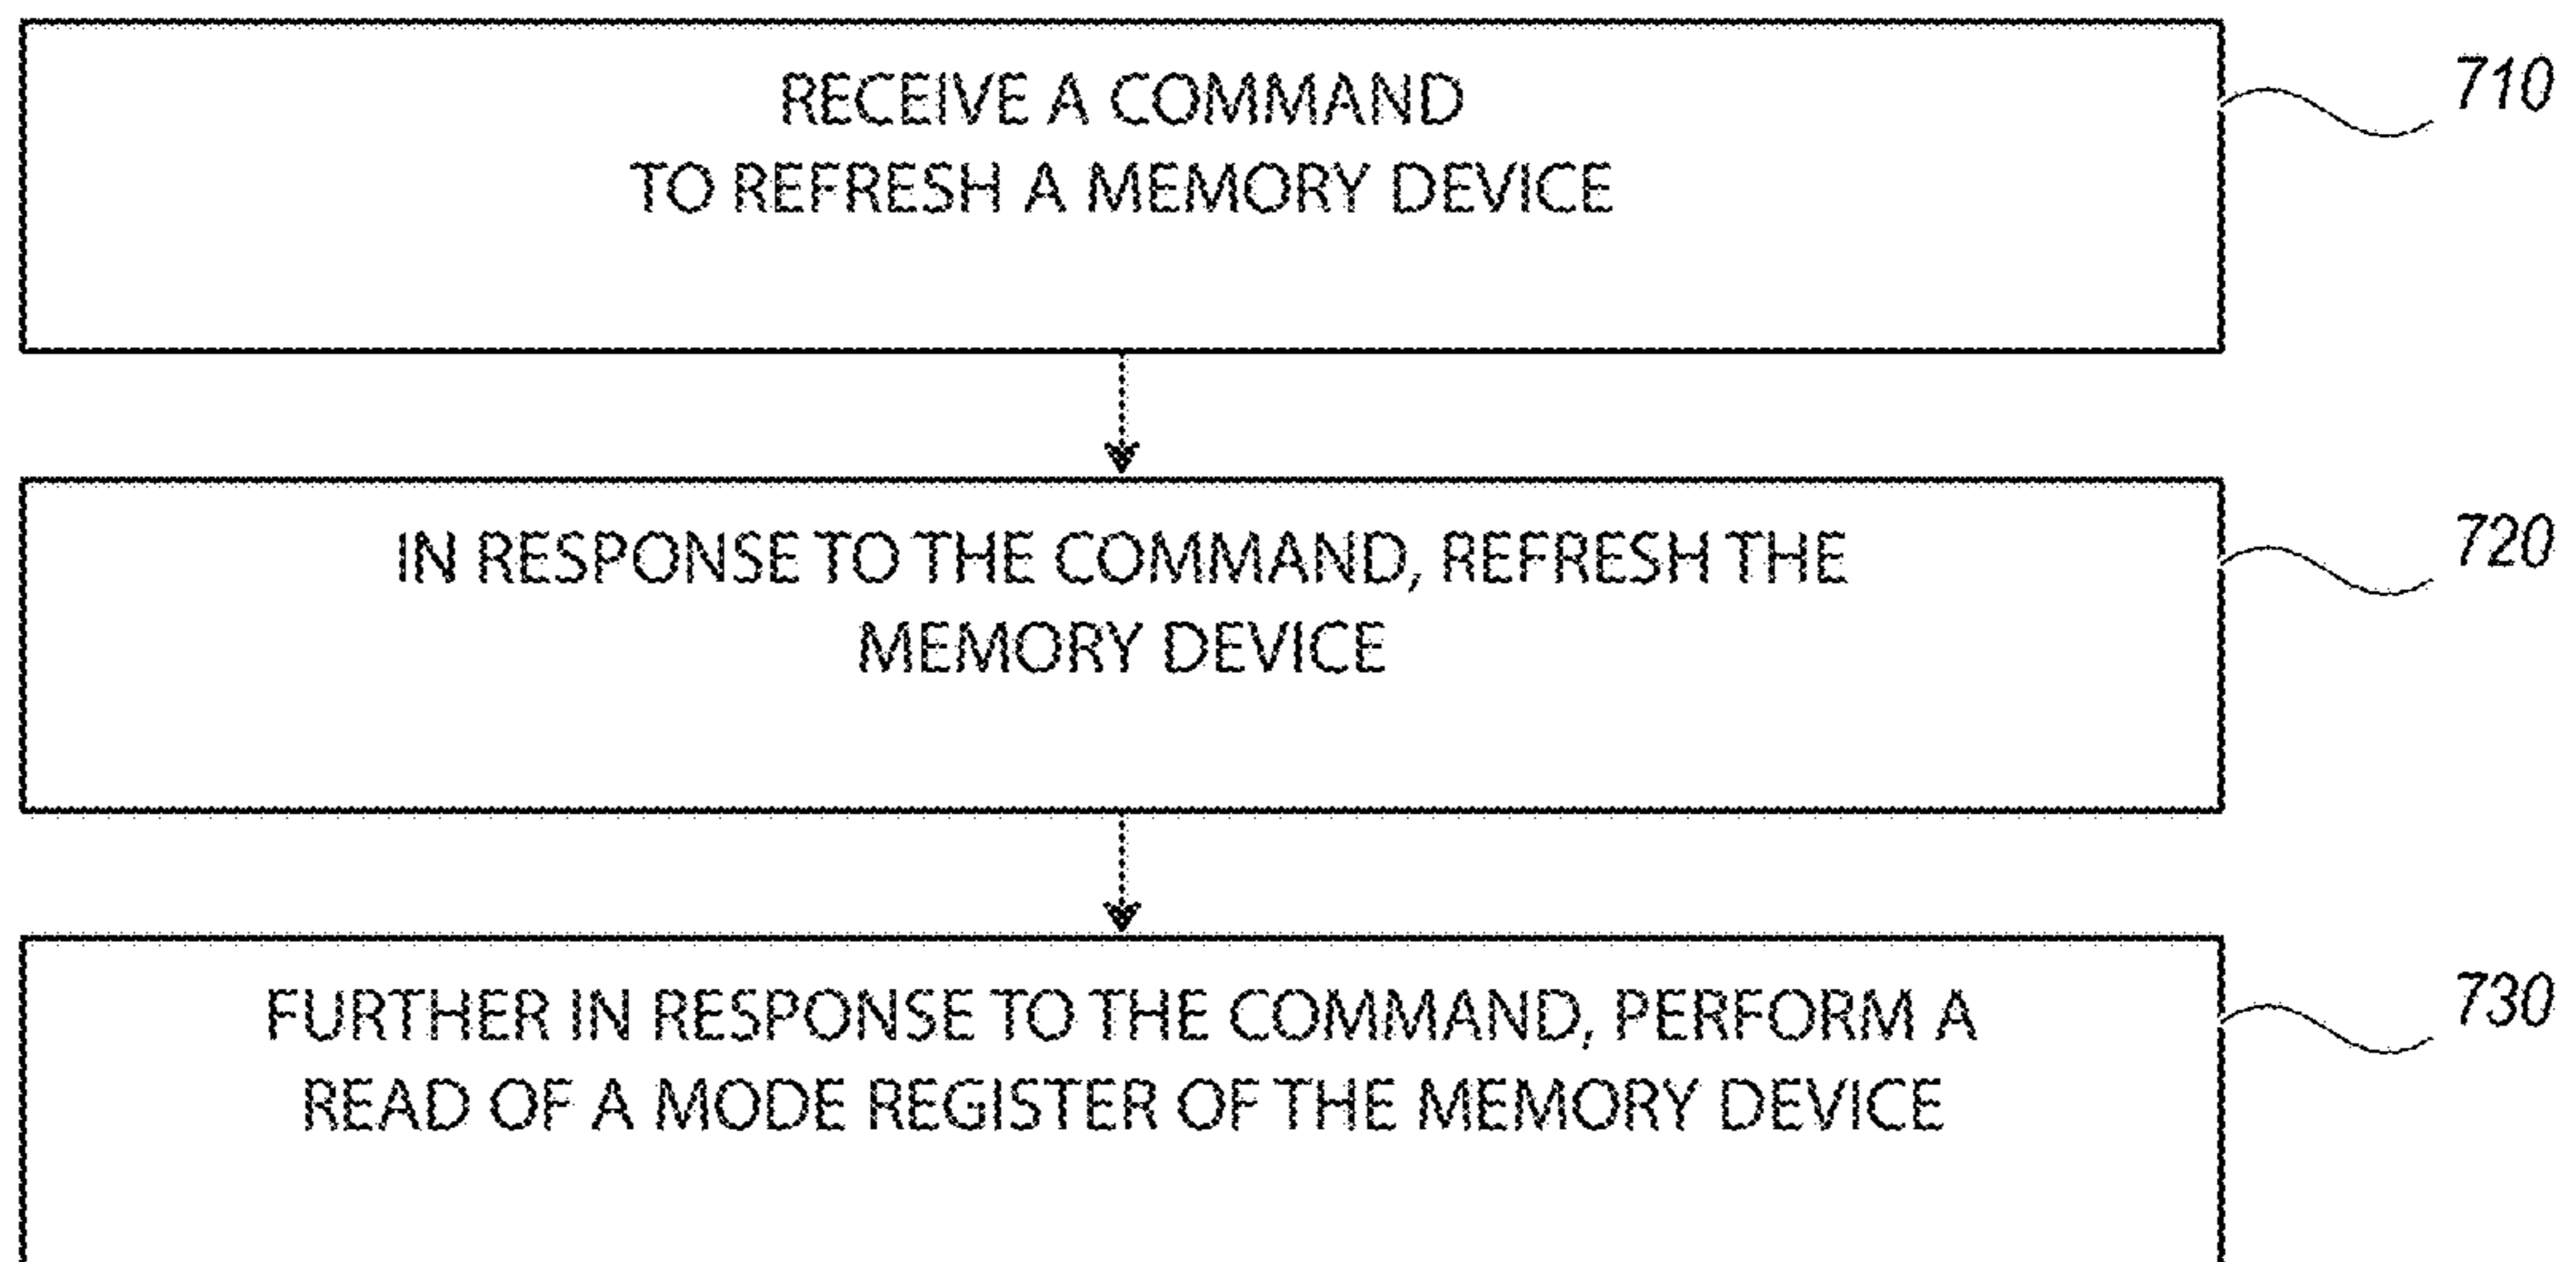 RECEIVE A COMMAND
TO REFRESH A MEMORY DEVICE
710
IN RESPONSE TO THE COMMAND, REFRESH THE
MEMORY DEVICE
720
FURTHER IN RESPONSE TO THE COMMAND, PERFORM A
READ OF A MODE REGISTER OF THE MEMORY DEVICE
730